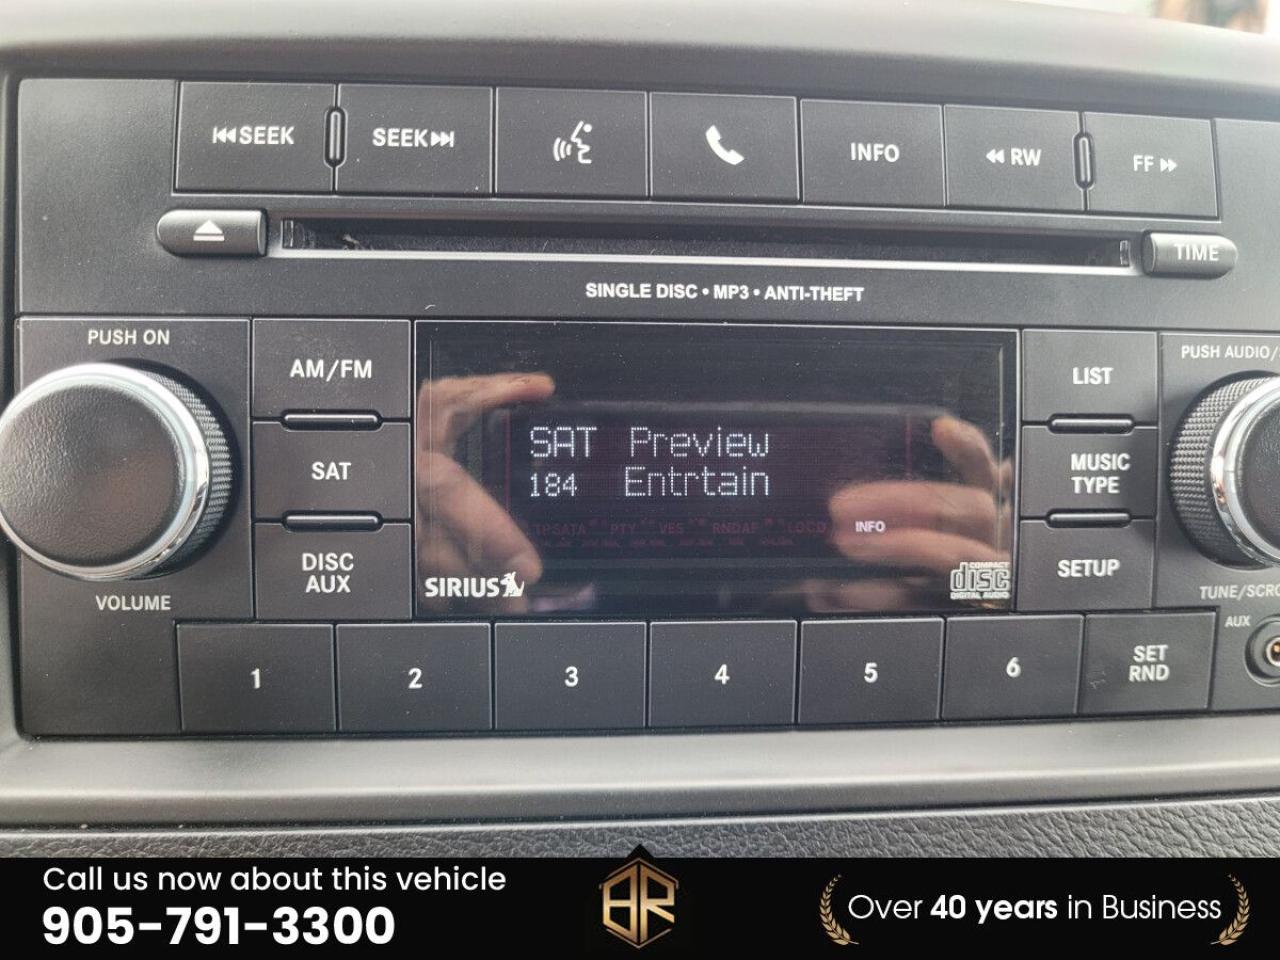 SEEK
SEEK
INFO
RW
FF
TIME
SINGLE DISC • MP3 • ANTI-THEFT
PUSH ON
VOLUME
AM/FM
SAT
DISC
AUX
SAT Preview
184 Entrtain
INFO
SIRIUS
COMPACT
disc
DIGITAL AUDIO
LIST
MUSIC
TYPE
SETUP
PUSH AUDIO/
TUNE/SCRO
AUX
1
2
3
4
5
6
SET
RND
Call us now about this vehicle
905-791-3300
BR
Over 40 years in Business